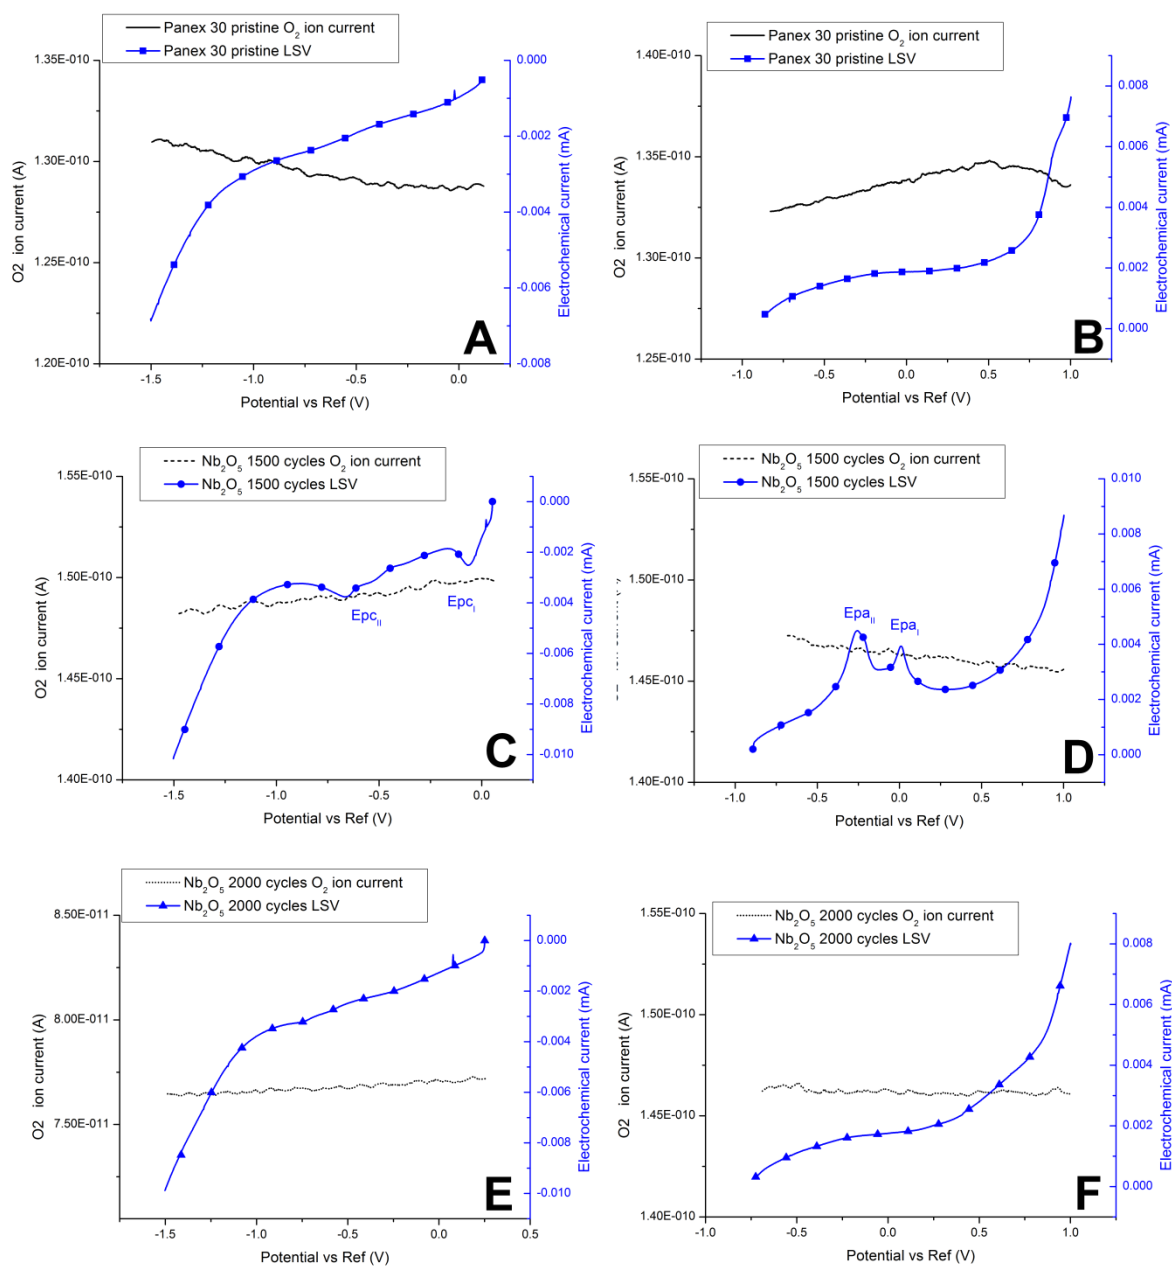 Panex 30 pristine O₂ ion current
Panex 30 pristine LSV
1.35E-010
1.30E-010
1.25E-010
1.20E-010
O2 ion current (A)
0.000
-0.002
-0.004
-0.006
-0.008
Electrochemical current (mA)
A
-1.5
-1.0
-0.5
0.0
Potential vs Ref (V)
Panex 30 pristine O₂ ion current
Panex 30 pristine LSV
1.40E-010
1.35E-010
1.30E-010
1.25E-010
O2 ion current (A)
0.008
0.006
0.004
0.002
0.000
Electrochemical current (mA)
B
-1.0
-0.5
0.0
0.5
1.0
Potential vs Ref (V)
Nb₂O₅ 1500 cycles O₂ ion current
Nb₂O₅ 1500 cycles LSV
1.55E-010
1.50E-010
1.45E-010
1.40E-010
O2 ion current (A)
0.000
-0.002
-0.004
-0.006
-0.008
-0.010
Electrochemical current (mA)
Epc_II
Epc_I
C
-1.5
-1.0
-0.5
0.0
Potential vs Ref (V)
Nb₂O₅ 1500 cycles O₂ ion current
Nb₂O₅ 1500 cycles LSV
1.55E-010
1.50E-010
1.45E-010
1.40E-010
0.010
0.008
0.006
0.004
0.002
0.000
Electrochemical current (mA)
Epa_II
Epa_I
D
-1.0
-0.5
0.0
0.5
1.0
Potential vs Ref (V)
Nb₂O₅ 2000 cycles O₂ ion current
Nb₂O₅ 2000 cycles LSV
8.50E-011
8.00E-011
7.50E-011
O2 ion current (A)
0.000
-0.002
-0.004
-0.006
-0.008
-0.010
Electrochemical current (mA)
E
-1.5
-1.0
-0.5
0.0
0.5
Potential vs Ref (V)
Nb₂O₅ 2000 cycles O₂ ion current
Nb₂O₅ 2000 cycles LSV
1.55E-010
1.50E-010
1.45E-010
1.40E-010
O2 ion current (A)
0.008
0.006
0.004
0.002
0.000
Electrochemical current (mA)
F
-1.0
-0.5
0.0
0.5
1.0
Potential vs Ref (V)